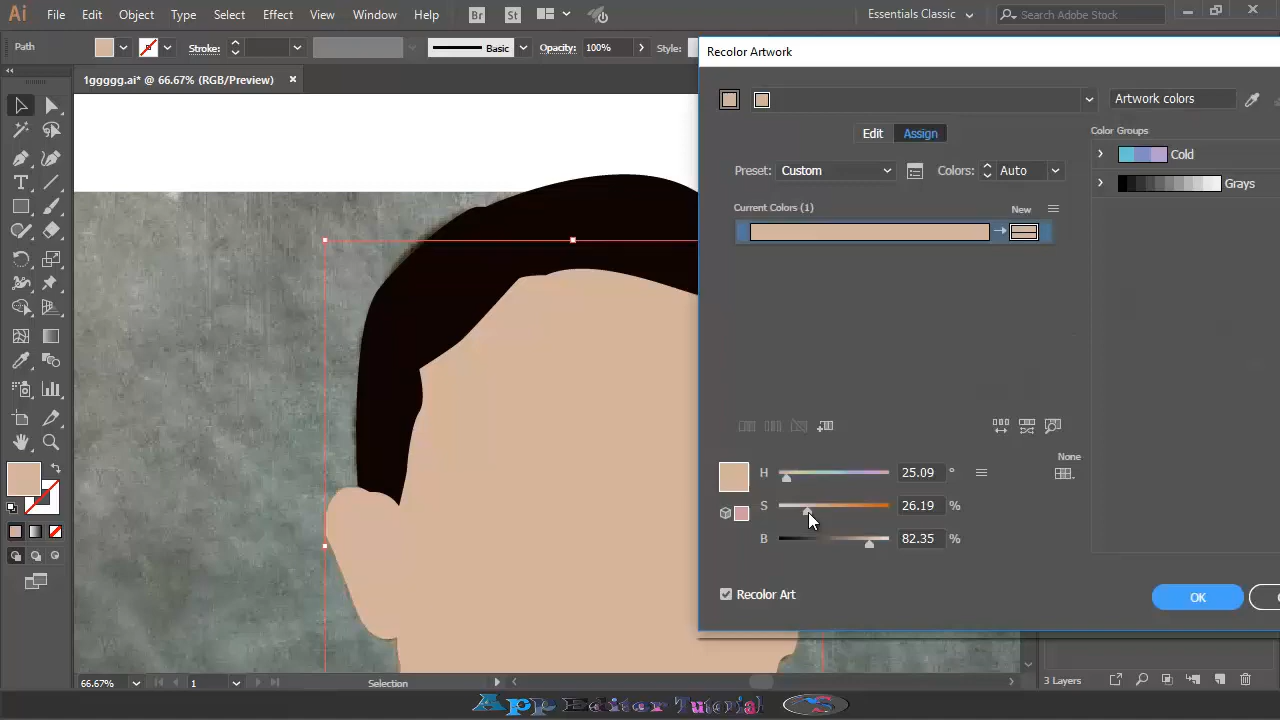 Ai File Edit Object Type Select Effect View Window Help Br St Essentials Classic Search Adobe Stock
Path Stroke: Basic Opacity: 100% Style:
1ggggg.ai* @ 66.67% (RGB/Preview)
Recolor Artwork
Artwork colors
Edit Assign
Color Groups
Preset: Custom Colors: Auto
Cold
Grays
Current Colors (1) New
None
H 25.09 °
S 26.19 %
B 82.35 %
Recolor Art
OK
66.67% 1 Selection 3 Layers
App Editor Tutorial